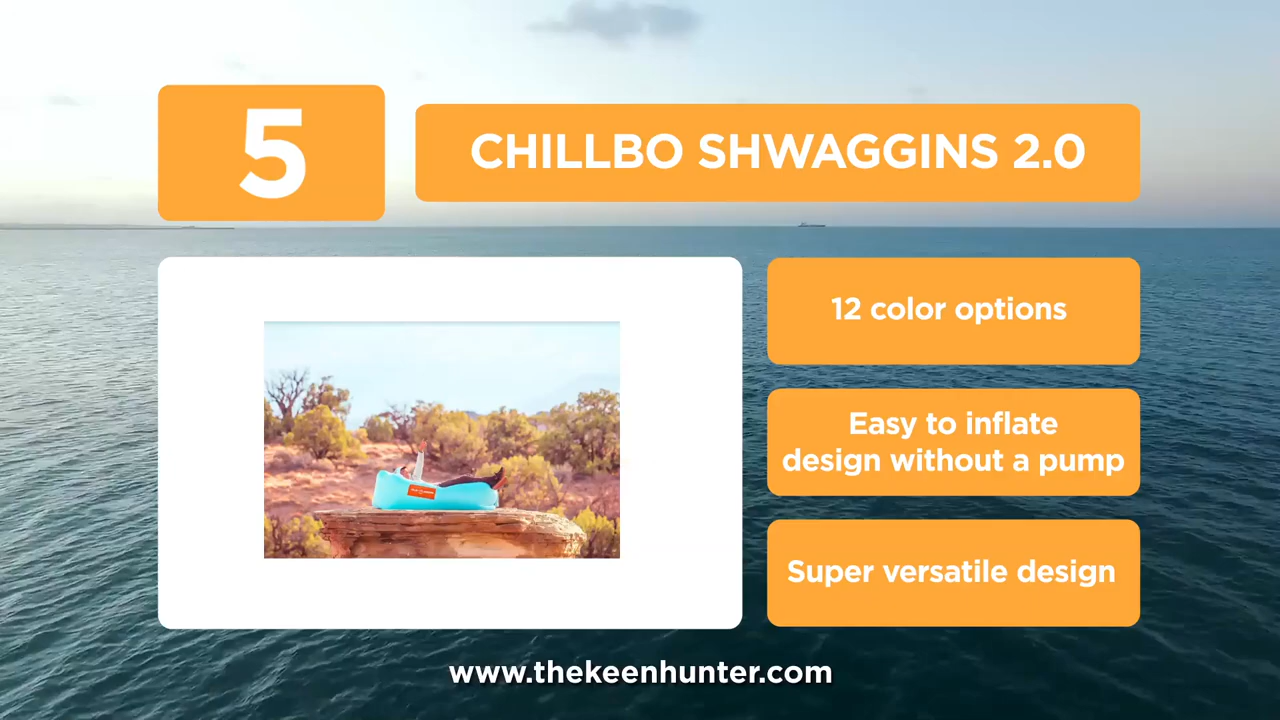 5
CHILLBO SHWAGGINS 2.0
12 color options
Easy to inflate
design without a pump
Super versatile design
www.thekeenhunter.com